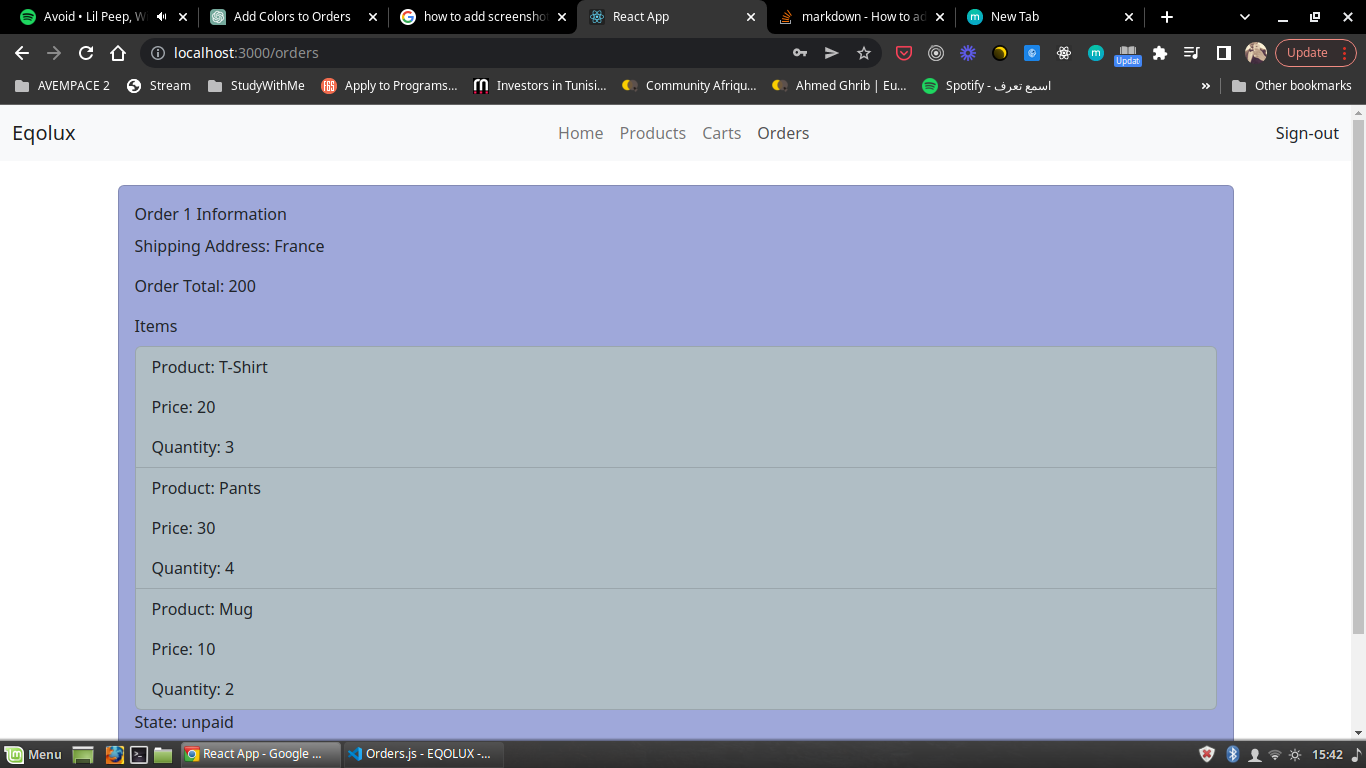 Avoid • Lil Peep, W
Add Colors to Orders
how to add screensho
React App
markdown - How to ad
New Tab
localhost:3000/orders
Update
Updat
AVEMPACE 2
Stream
StudyWithMe
Apply to Programs...
Investors in Tunisi...
Community Afriqu...
Ahmed Ghrib | Eu...
Spotify - اسمع تعرف
»
Other bookmarks
Eqolux
Home
Products
Carts
Orders
Sign-out
Order 1 Information
Shipping Address: France
Order Total: 200
Items
Product: T-Shirt
Price: 20
Quantity: 3
Product: Pants
Price: 30
Quantity: 4
Product: Mug
Price: 10
Quantity: 2
State: unpaid
Menu
React App - Google ...
Orders.js - EQOLUX -...
15:42